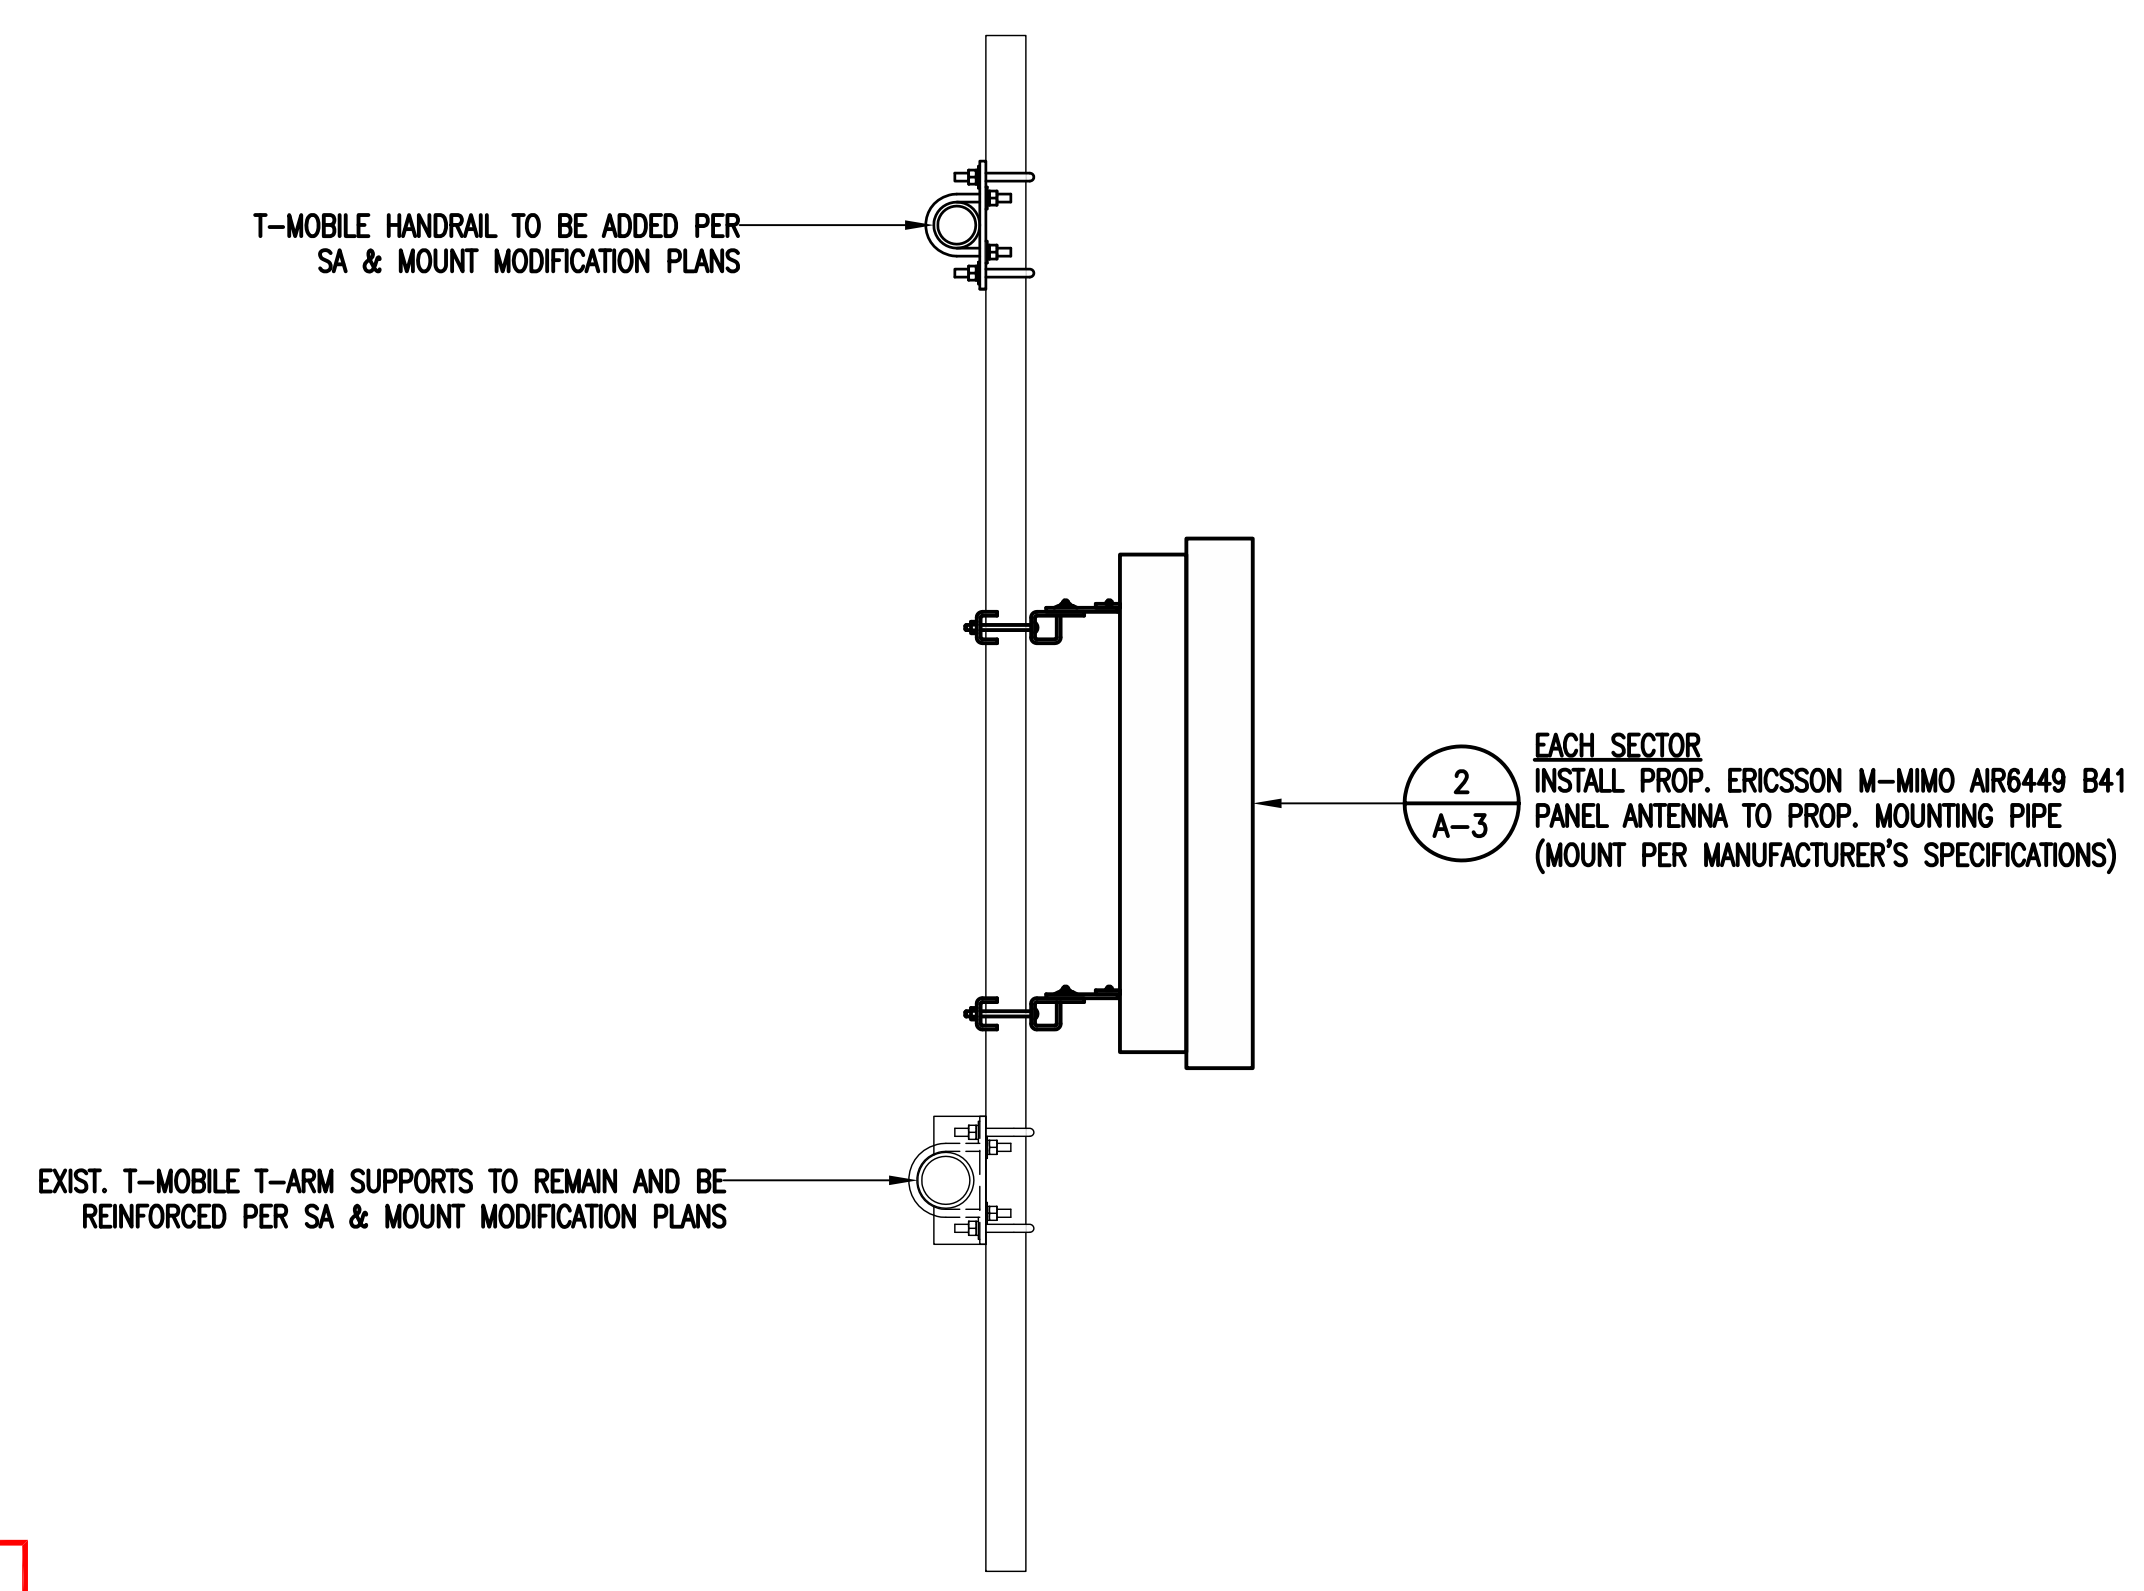 T-MOBILE HANDRAIL TO BE ADDED PER
SA & MOUNT MODIFICATION PLANS
2
A-3
EACH SECTOR
INSTALL PROP. ERICSSON M-MIMO AIR6449 B41
PANEL ANTENNA TO PROP. MOUNTING PIPE
(MOUNT PER MANUFACTURER'S SPECIFICATIONS)
EXIST. T-MOBILE T-ARM SUPPORTS TO REMAIN AND BE
REINFORCED PER SA & MOUNT MODIFICATION PLANS